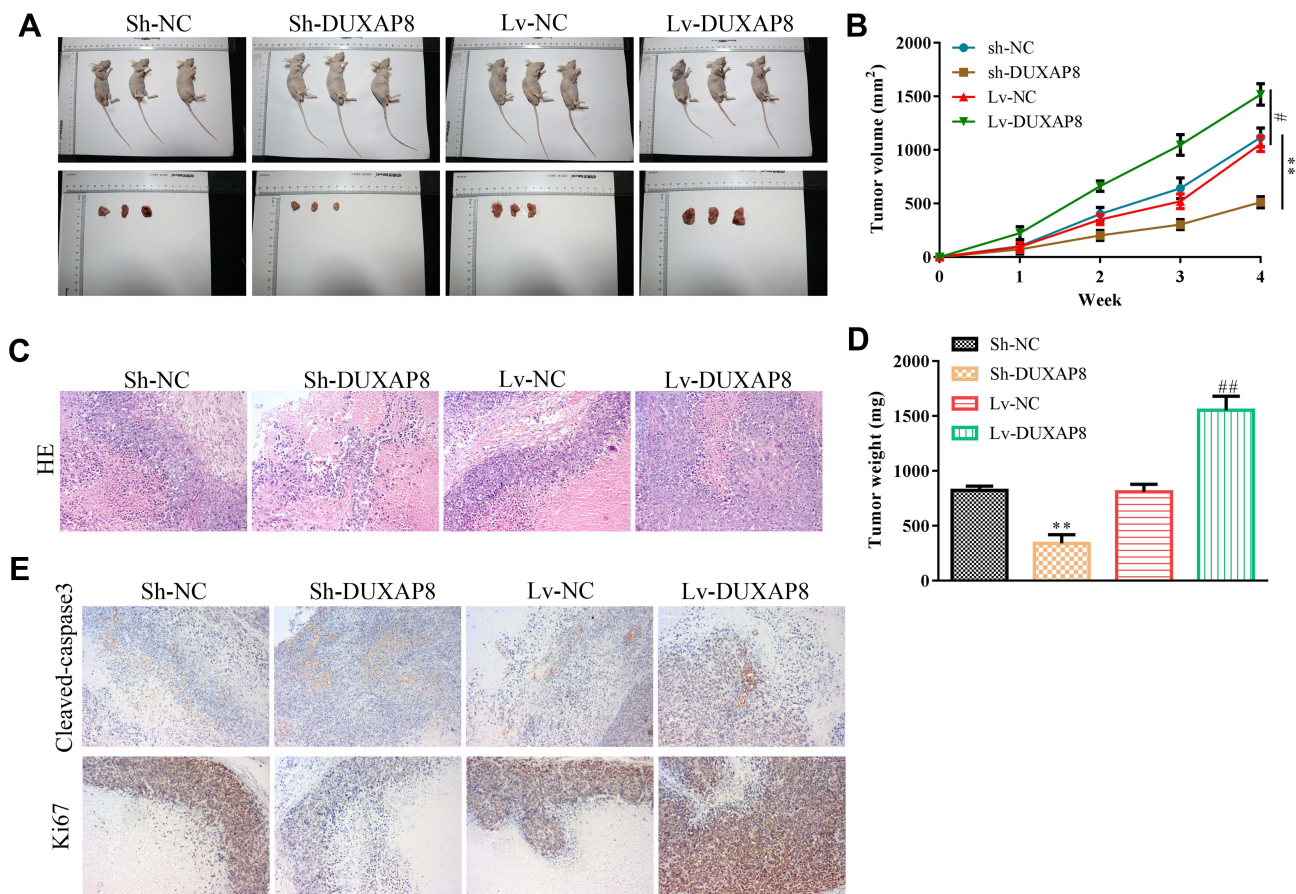 A
Sh-NC
Sh-DUXAP8
Lv-NC
Lv-DUXAP8
B
Tumor volume (mm²)
2000
1500
1000
500
0
0
1
2
3
4
Week
sh-NC
sh-DUXAP8
Lv-NC
Lv-DUXAP8
#
**
C
Sh-NC
Sh-DUXAP8
Lv-NC
Lv-DUXAP8
HE
D
Sh-NC
Sh-DUXAP8
Lv-NC
Lv-DUXAP8
Tumor weight (mg)
2000
1500
1000
500
0
**
##
E
Sh-NC
Sh-DUXAP8
Lv-NC
Lv-DUXAP8
Cleaved-caspase3
Ki67